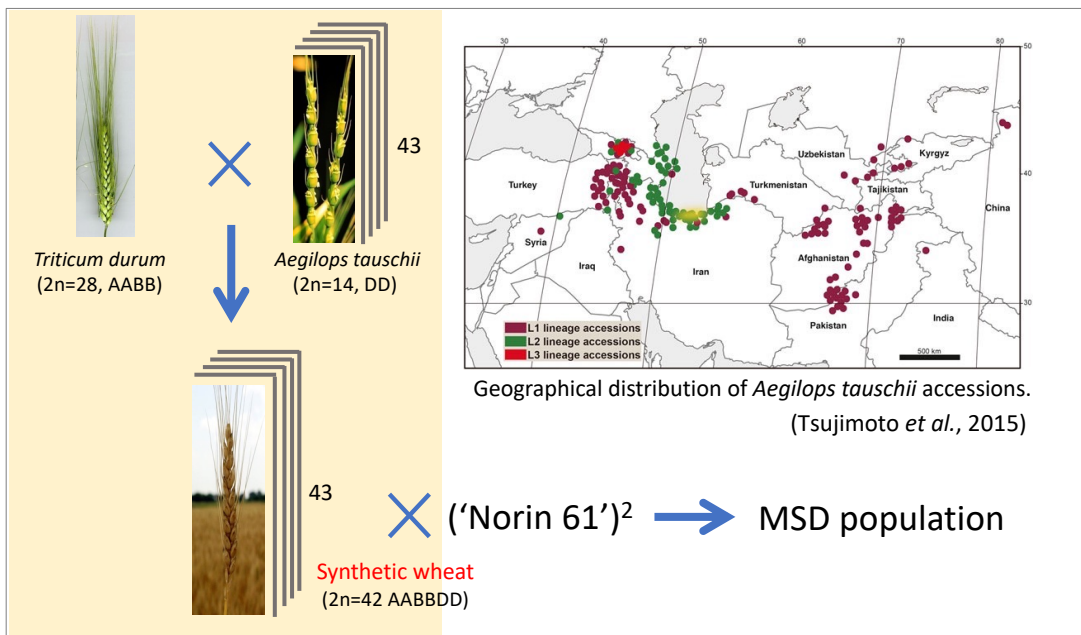 43
Triticum durum
(2n=28, AABB)
Aegilops tauschii
(2n=14, DD)
30
40
50
60
70
80
50
40
30
Turkey
Syria
Iraq
Iran
Turkmenistan
Uzbekistan
Kyrgyz
Tajikistan
China
Afghanistan
Pakistan
India
L1 lineage accessions
L2 lineage accessions
L3 lineage accessions
500 km
Geographical distribution of Aegilops tauschii accessions.
(Tsujimoto et al., 2015)
43
('Norin 61')²
MSD population
Synthetic wheat
(2n=42 AABBDD)